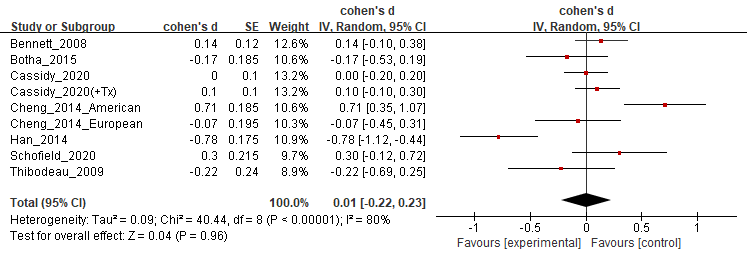 cohen's d cohen's d
Study or Subgroup cohen's d SE Weight IV, Random, 95% CI IV, Random, 95% CI
Bennett_2008 0.14 0.12 12.6% 0.14 [-0.10, 0.38]
Botha_2015 -0.17 0.185 10.6% -0.17 [-0.53, 0.19]
Cassidy_2020 0 0.1 13.2% 0.00 [-0.20, 0.20]
Cassidy_2020(+Tx) 0.1 0.1 13.2% 0.10 [-0.10, 0.30]
Cheng_2014_American 0.71 0.185 10.6% 0.71 [0.35, 1.07]
Cheng_2014_European -0.07 0.195 10.3% -0.07 [-0.45, 0.31]
Han_2014 -0.78 0.175 10.9% -0.78 [-1.12, -0.44]
Schofield_2020 0.3 0.215 9.7% 0.30 [-0.12, 0.72]
Thibodeau_2009 -0.22 0.24 8.9% -0.22 [-0.69, 0.25]
Total (95% CI) 100.0% 0.01 [-0.22, 0.23]
Heterogeneity: Tau² = 0.09; Chi² = 40.44, df = 8 (P < 0.00001); I² = 80%
Test for overall effect: Z = 0.04 (P = 0.96)
-1 -0.5 0 0.5 1
Favours [experimental] Favours [control]